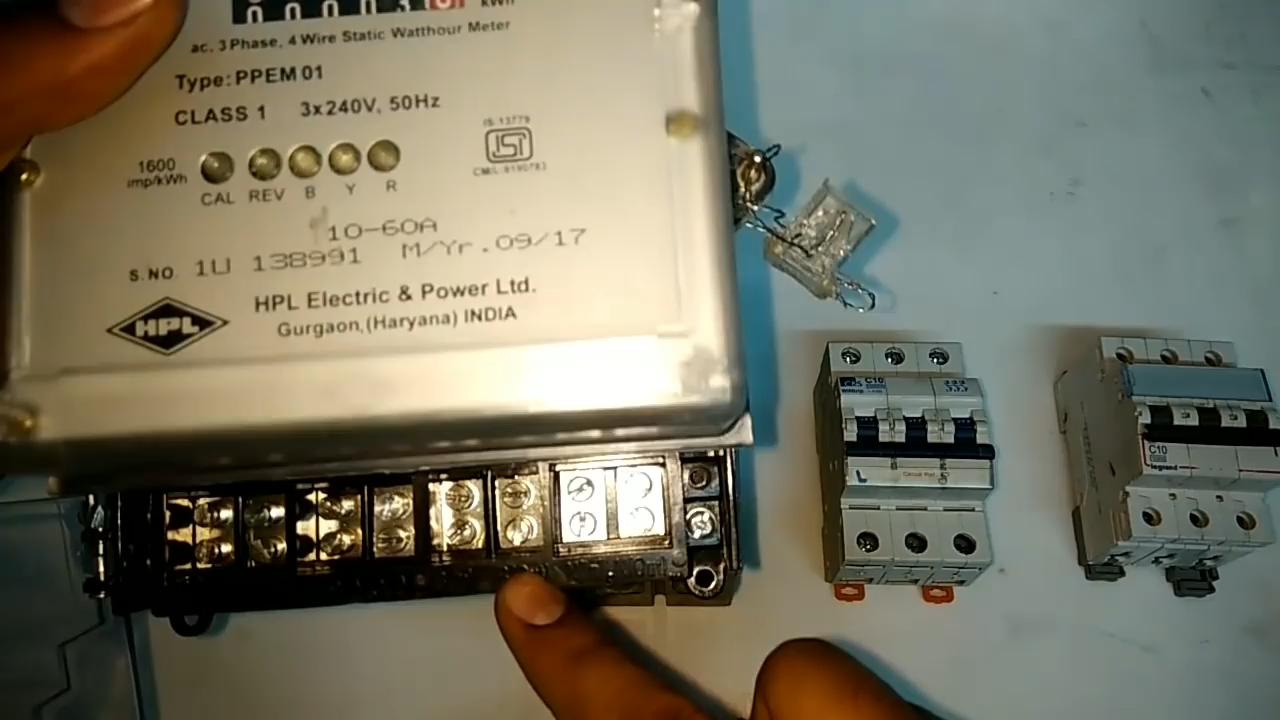 kWh
ac, 3 Phase, 4 Wire Static Watthour Meter
Type: PPEM 01
CLASS 1 3x240V, 50Hz
IS 13779
ISI
1600
imp/kWh
CAL REV B Y R
10-60A
S.NO. 1U 138991 M/Yr.09/17
HPL
HPL Electric & Power Ltd.
Gurgaon,(Haryana) INDIA
C10
C10
legrand